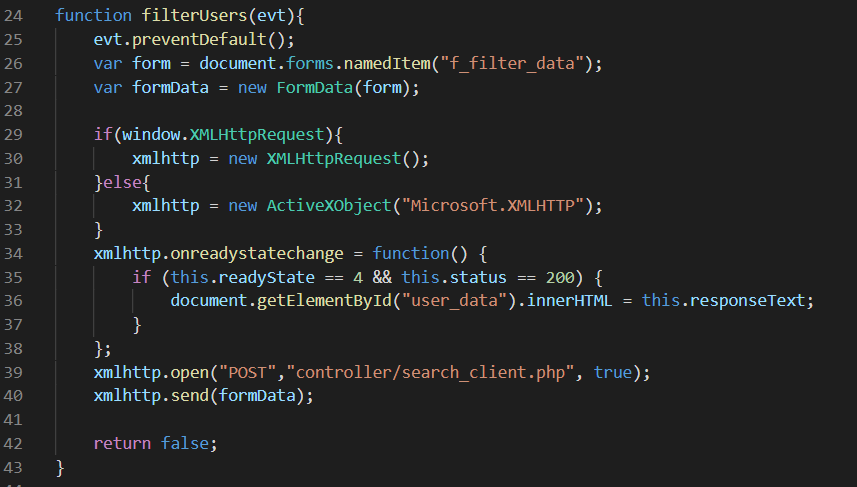 24 function filterUsers(evt){
25 evt.preventDefault();
26 var form = document.forms.namedItem("f_filter_data");
27 var formData = new FormData(form);
28
29 if(window.XMLHttpRequest){
30 xmlhttp = new XMLHttpRequest();
31 }else{
32 xmlhttp = new ActiveXObject("Microsoft.XMLHTTP");
33 }
34 xmlhttp.onreadystatechange = function() {
35 if (this.readyState == 4 && this.status == 200) {
36 document.getElementById("user_data").innerHTML = this.responseText;
37 }
38 };
39 xmlhttp.open("POST","controller/search_client.php", true);
40 xmlhttp.send(formData);
41
42 return false;
43 }